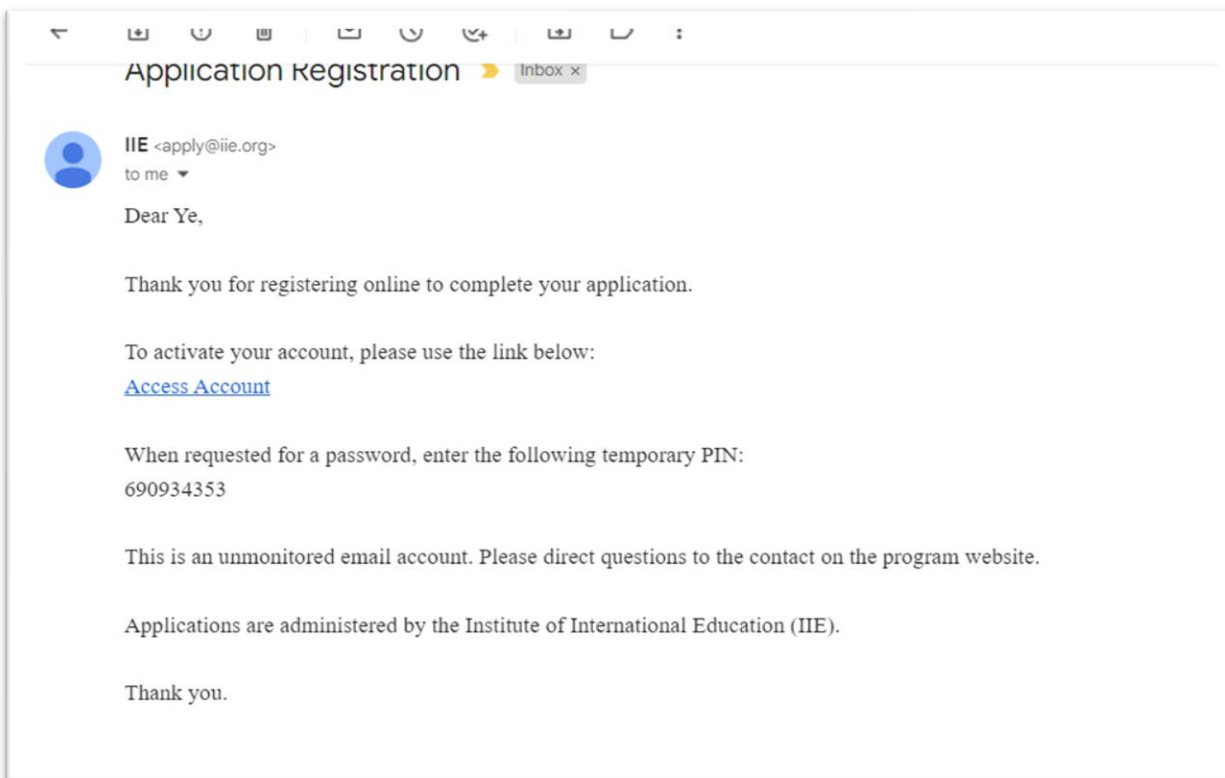 Application Registration Inbox ×
IIE <apply@iie.org>
to me
Dear Ye,
Thank you for registering online to complete your application.
To activate your account, please use the link below:
Access Account
When requested for a password, enter the following temporary PIN:
690934353
This is an unmonitored email account. Please direct questions to the contact on the program website.
Applications are administered by the Institute of International Education (IIE).
Thank you.